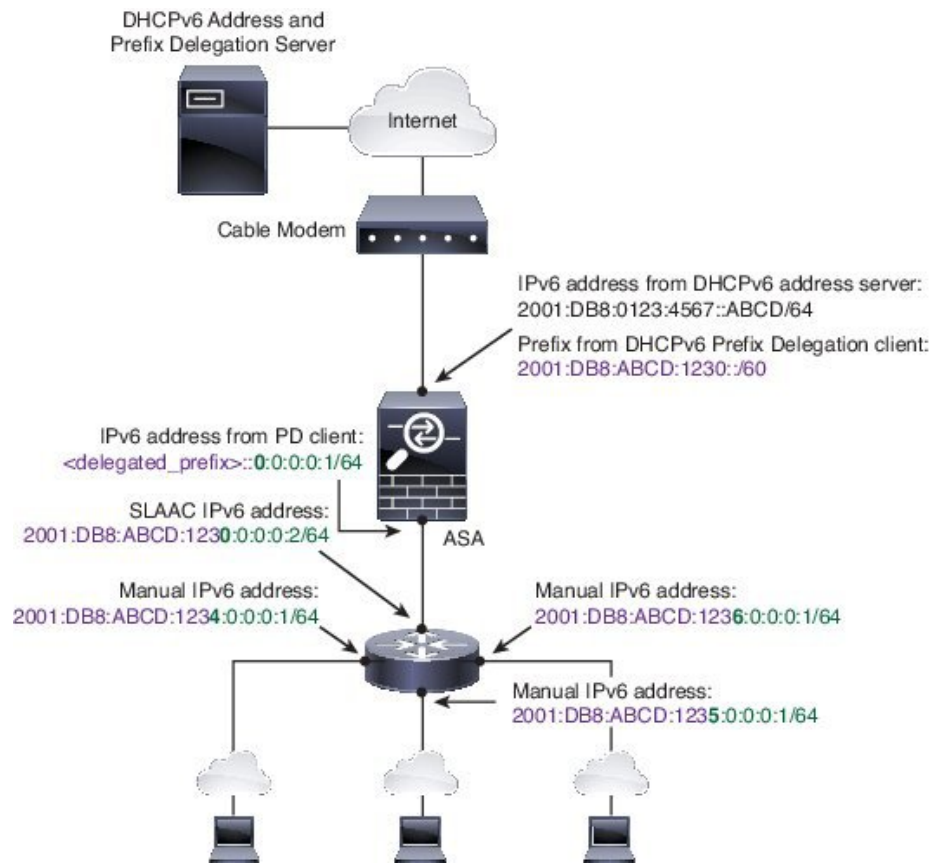 DHCPv6 Address and
Prefix Delegation Server
Internet
Cable Modem
IPv6 address from DHCPv6 address server:
2001:DB8:0123:4567::ABCD/64
Prefix from DHCPv6 Prefix Delegation client:
2001:DB8:ABCD:1230::/60
IPv6 address from PD client:
<delegated_prefix>::0:0:0:0:1/64
SLAAC IPv6 address:
2001:DB8:ABCD:1230:0:0:0:2/64
ASA
Manual IPv6 address:
2001:DB8:ABCD:1234:0:0:0:1/64
Manual IPv6 address:
2001:DB8:ABCD:1236:0:0:0:1/64
Manual IPv6 address:
2001:DB8:ABCD:1235:0:0:0:1/64